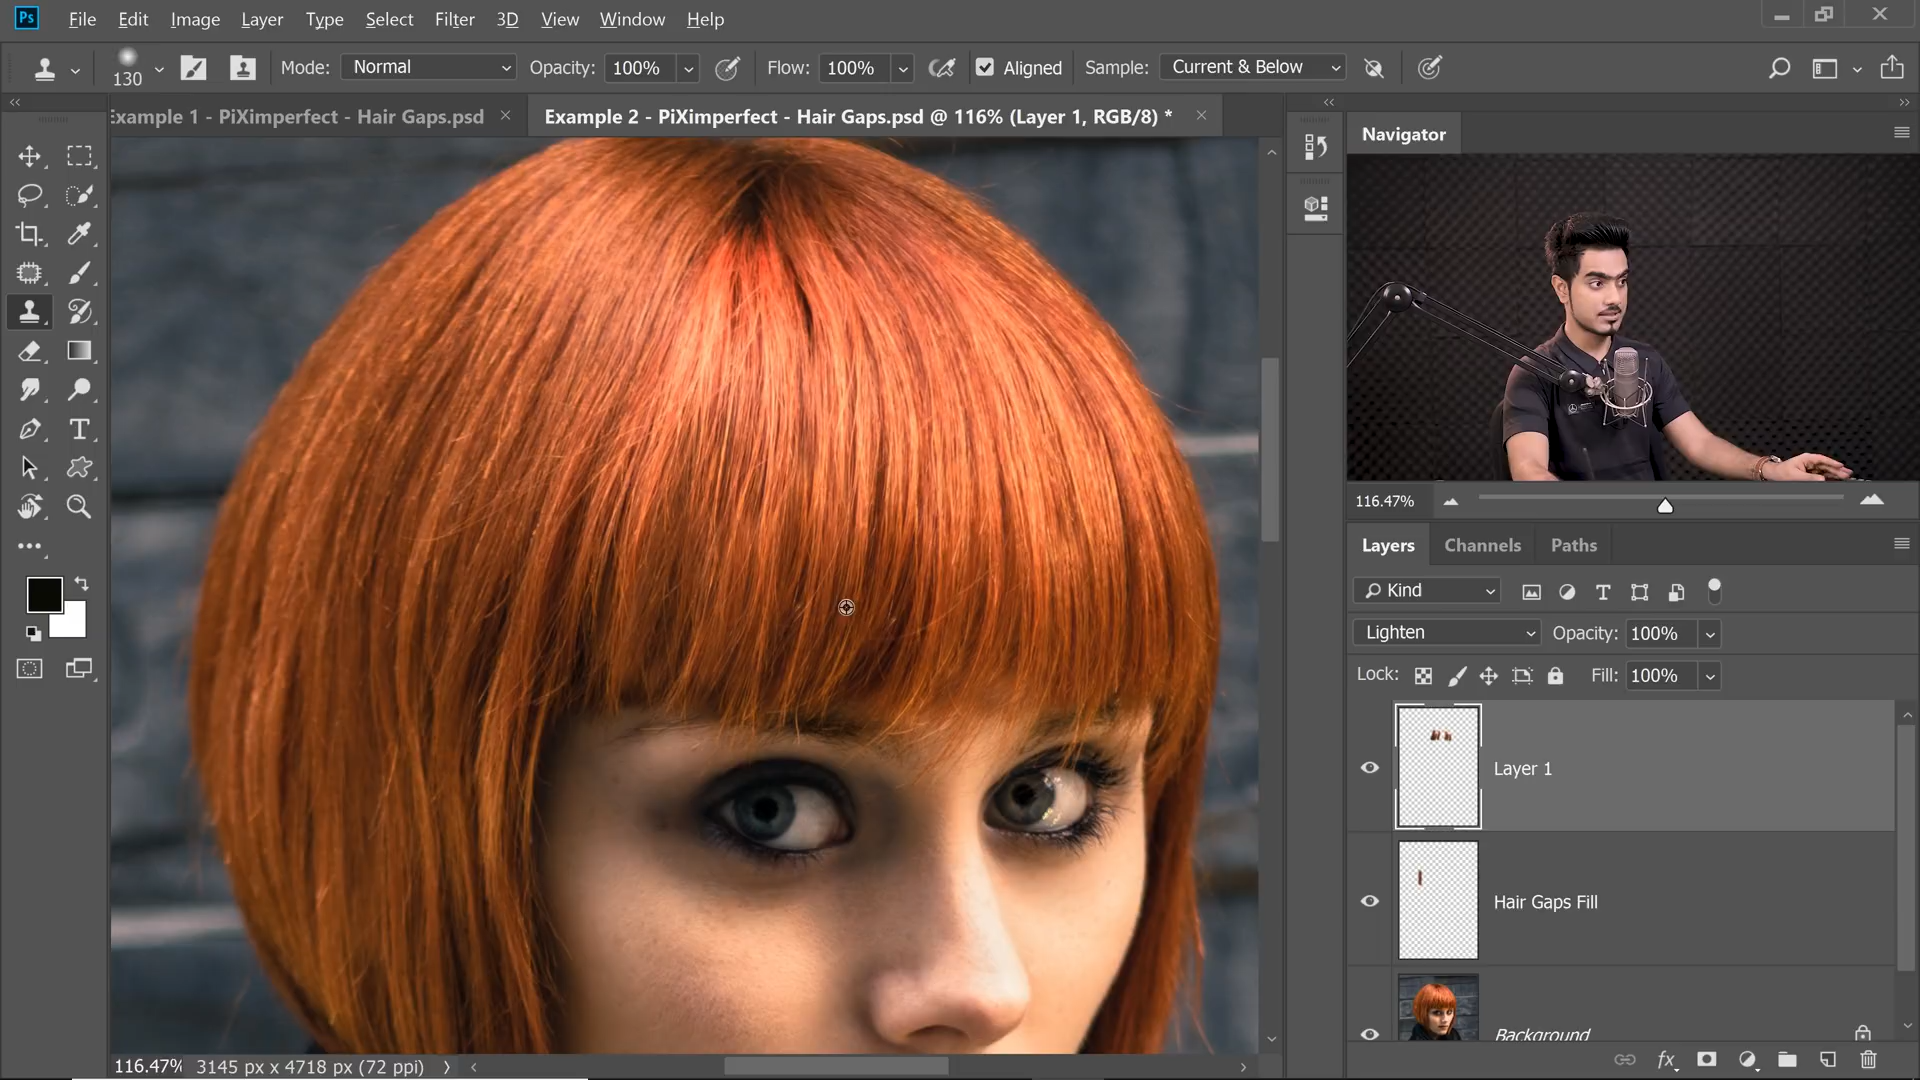 Ps File Edit Image Layer Type Select Filter 3D View Window Help
130 Mode: Normal Opacity: 100% Flow: 100% Aligned Sample: Current & Below
Example 1 - PiXimperfect - Hair Gaps.psd Example 2 - PiXimperfect - Hair Gaps.psd @ 116% (Layer 1, RGB/8) *
Navigator
116.47%
Layers Channels Paths
Kind
Lighten Opacity: 100%
Lock: Fill: 100%
Layer 1
Hair Gaps Fill
Background
fx
116.47% 3145 px x 4718 px (72 ppi)